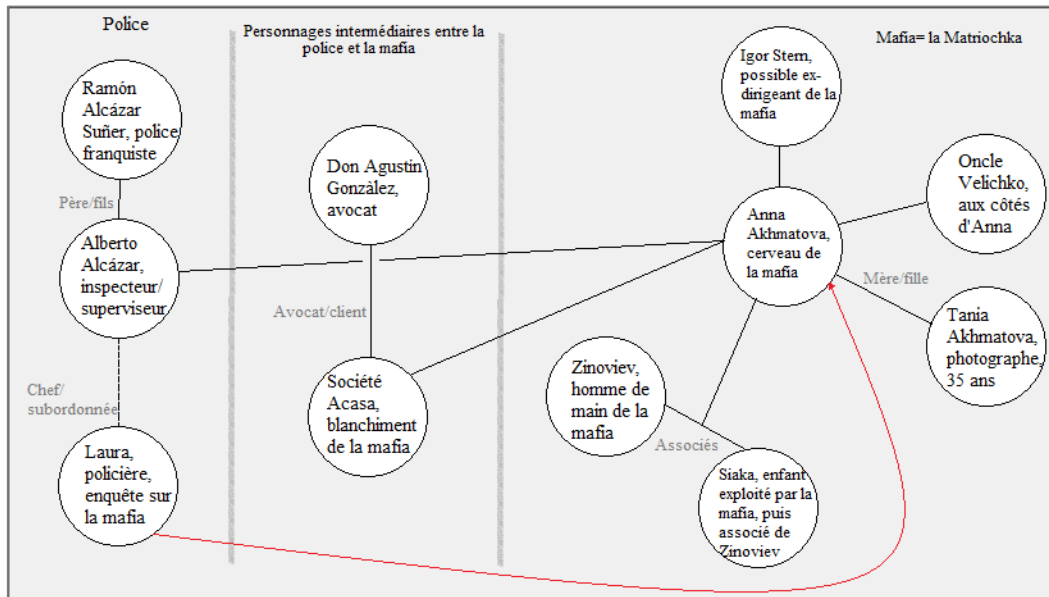 Police
Ramón
Alcázar
Suñer, police
franquiste
Père/fils
Alberto
Alcázar,
inspecteur/
superviseur
Chef/
subordonnée
Laura,
policière,
enquête sur
la mafia
Personnages intermédiaires entre la
police et la mafia
Don Agustin
Gonzàlez,
avocat
Avocat/client
Société
Acasa,
blanchiment
de la mafia
Mafia= la Matriochka
Igor Stern,
possible ex-
dirigeant de la
mafia
Oncle
Velichko,
aux côtés
d'Anna
Anna
Akhmatova,
cerveau de
la mafia
Mère/fille
Tania
Akhmatova,
photographe,
35 ans
Zinoviev,
homme de
main de la
mafia
Associés
Siaka, enfant
exploité par la
mafia, puis
associé de
Zinoviev